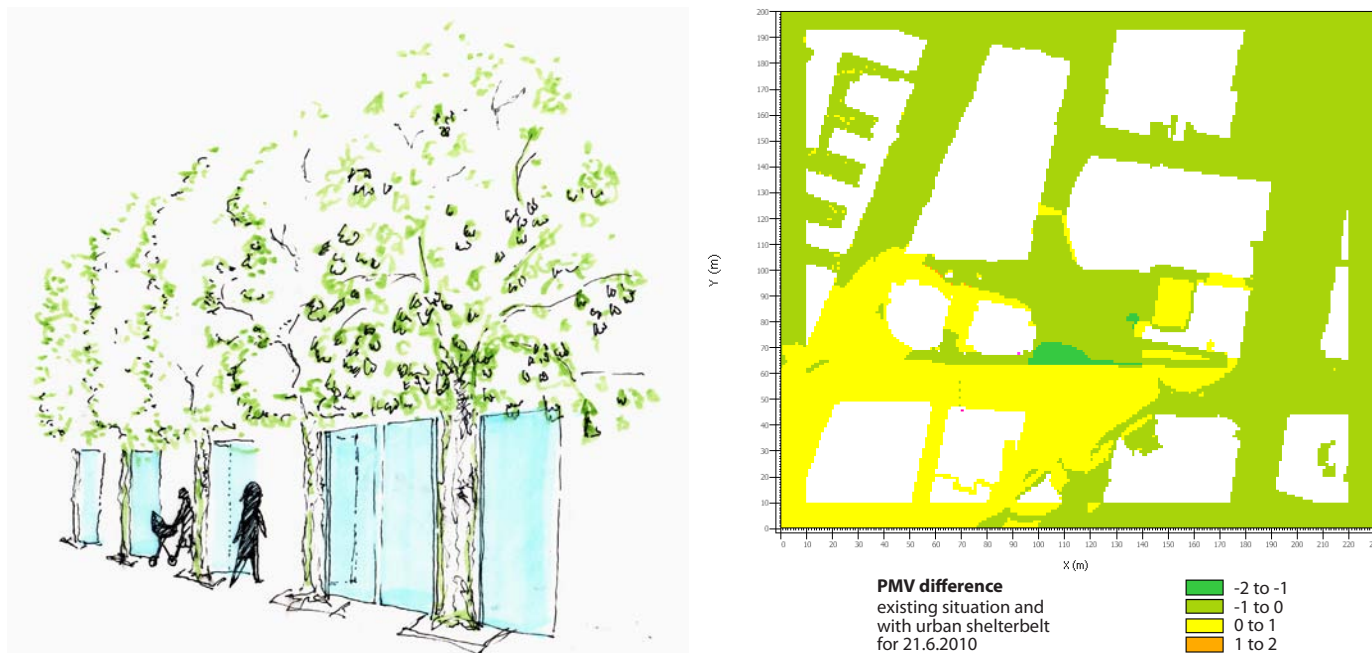 200
190
180
170
160
150
140
130
120
110
100
90
80
70
60
50
40
30
20
10
0
Y (m)
0 10 20 30 40 50 60 70 80 90 100 110 120 130 140 150 160 170 180 190 200 210 220
X (m)
PMV difference
existing situation and
with urban shelterbelt
for 21.6.2010
-2 to -1
-1 to 0
0 to 1
1 to 2